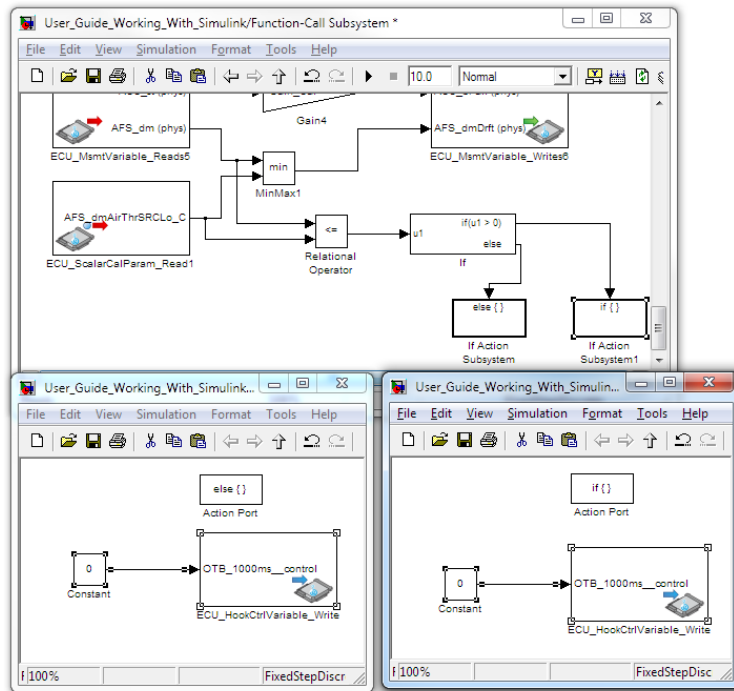 User_Guide_Working_With_Simulink/Function-Call Subsystem *
File Edit View Simulation Format Tools Help
10.0 Normal
Gain4
AFS_dm (phys)
ECU_MsmtVariable_Reads5
AFS_dmDrft (phys)
ECU_MsmtVariable_Writes6
min
MinMax1
AFS_dmAirThrSRCLo_C
ECU_ScalarCalParam_Read1
<=
Relational
Operator
u1
if(u1 > 0)
else
If
else { }
If Action
Subsystem
if { }
If Action
Subsystem1
User_Guide_Working_With_Simulink...
File Edit View Simulation Format Tools Help
else { }
Action Port
0
Constant
OTB_1000ms__control
ECU_HookCtrlVariable_Write
F 100% FixedStepDiscr
User_Guide_Working_With_Simulin...
File Edit View Simulation Format Tools Help
if { }
Action Port
0
Constant
OTB_1000ms__control
ECU_HookCtrlVariable_Write
F 100% FixedStepDisc